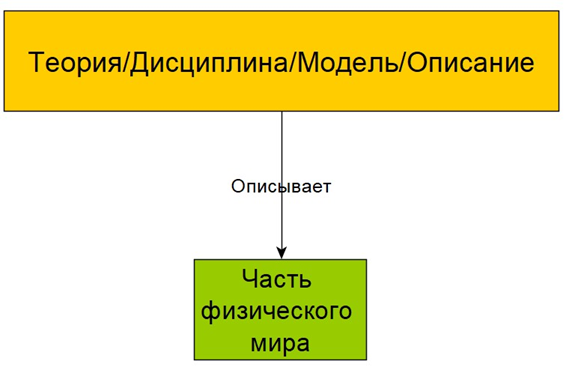 Теория/Дисциплина/Модель/Описание
Описывает
Часть
физического
мира